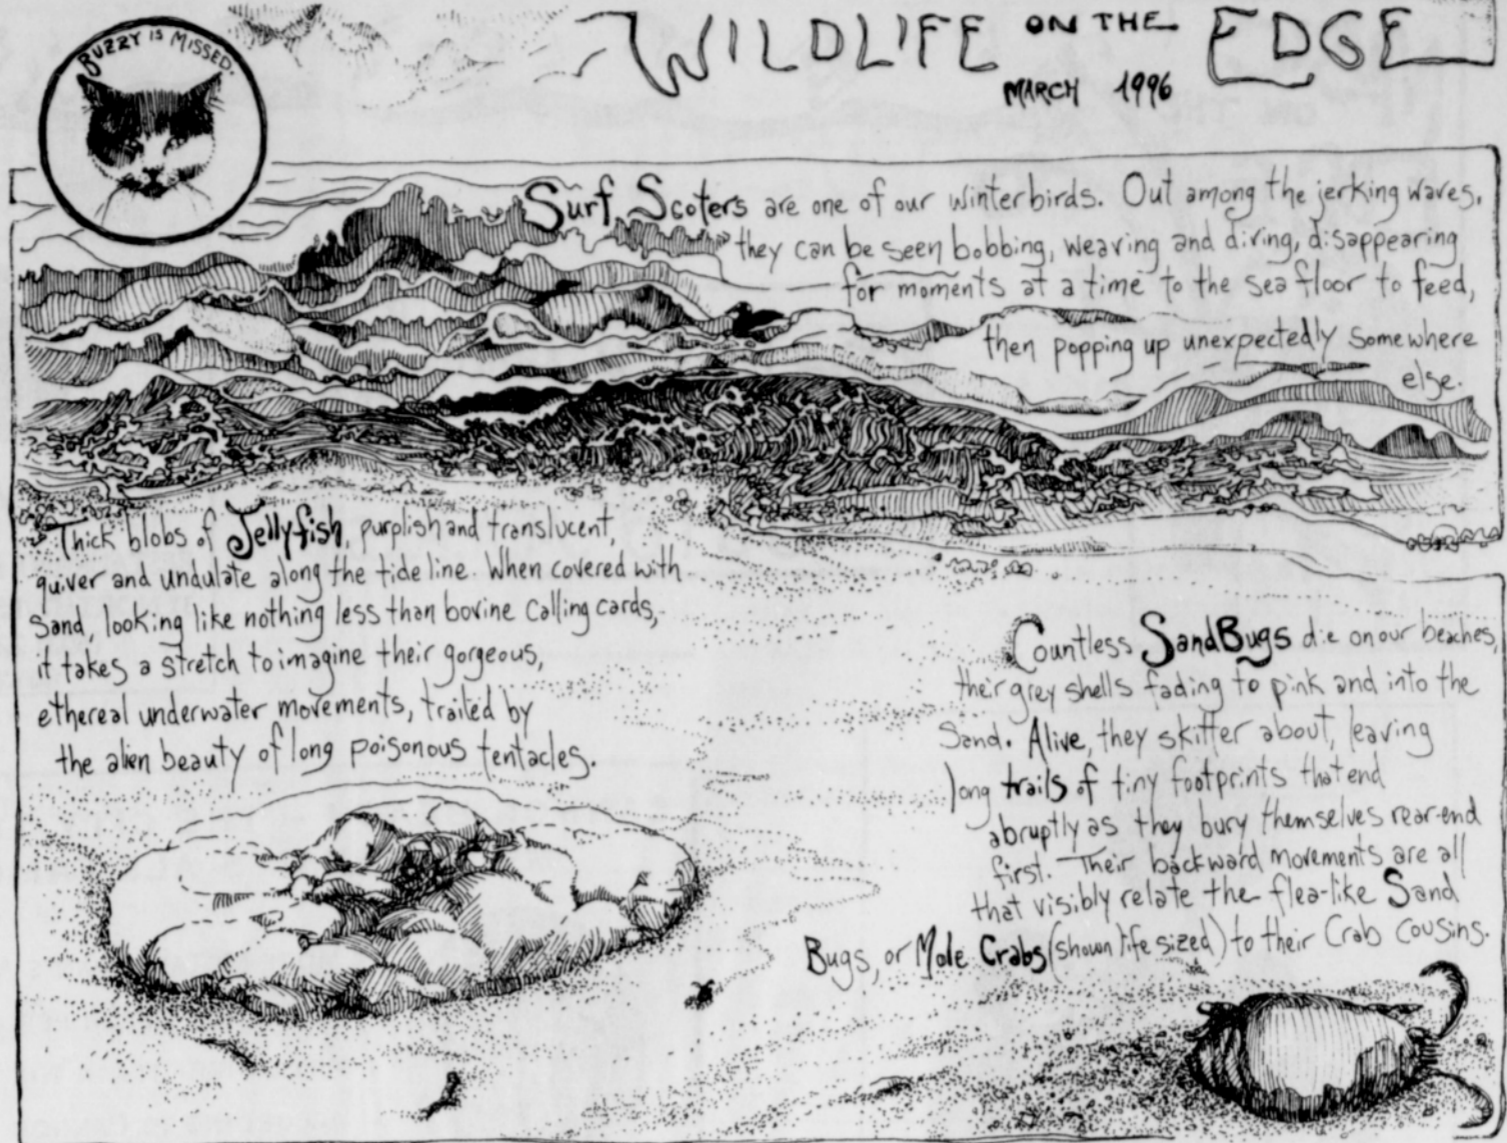 BUZZY IS MISSED.
WILDLIFE ON THE EDGE
MARCH 1996
Surf Scoters are one of our winter birds. Out among the jerking waves,
they can be seen bobbing, weaving and diving, disappearing
for moments at a time to the sea floor to feed,
then popping up unexpectedly somewhere
else.
Thick blobs of Jellyfish, purplish and translucent,
quiver and undulate along the tide line. When covered with
sand, looking like nothing less than bovine calling cards,
it takes a stretch to imagine their gorgeous,
ethereal underwater movements, trailed by
the alien beauty of long poisonous tentacles.
Countless Sand Bugs die on our beaches,
their grey shells fading to pink and into the
sand. Alive, they skitter about, leaving
long trails of tiny footprints that end
abruptly as they bury themselves rear-end
first. Their backward movements are all
that visibly relate the flea-like Sand
Bugs, or Mole Crabs (shown life sized) to their Crab cousins.